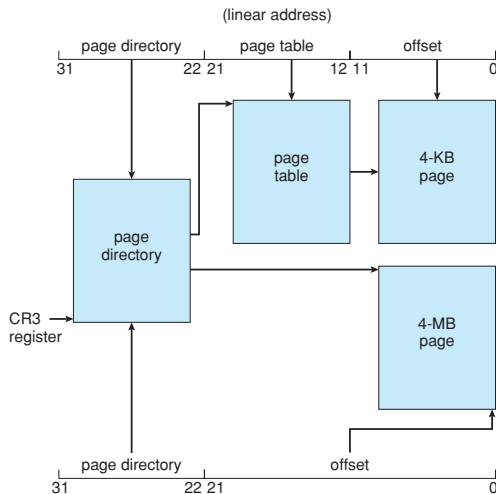 (linear address)
page directory page table offset
31 22 21 12 11 0
page
table
4-KB
page
page
directory
CR3
register
4-MB
page
page directory offset
31 22 21 0